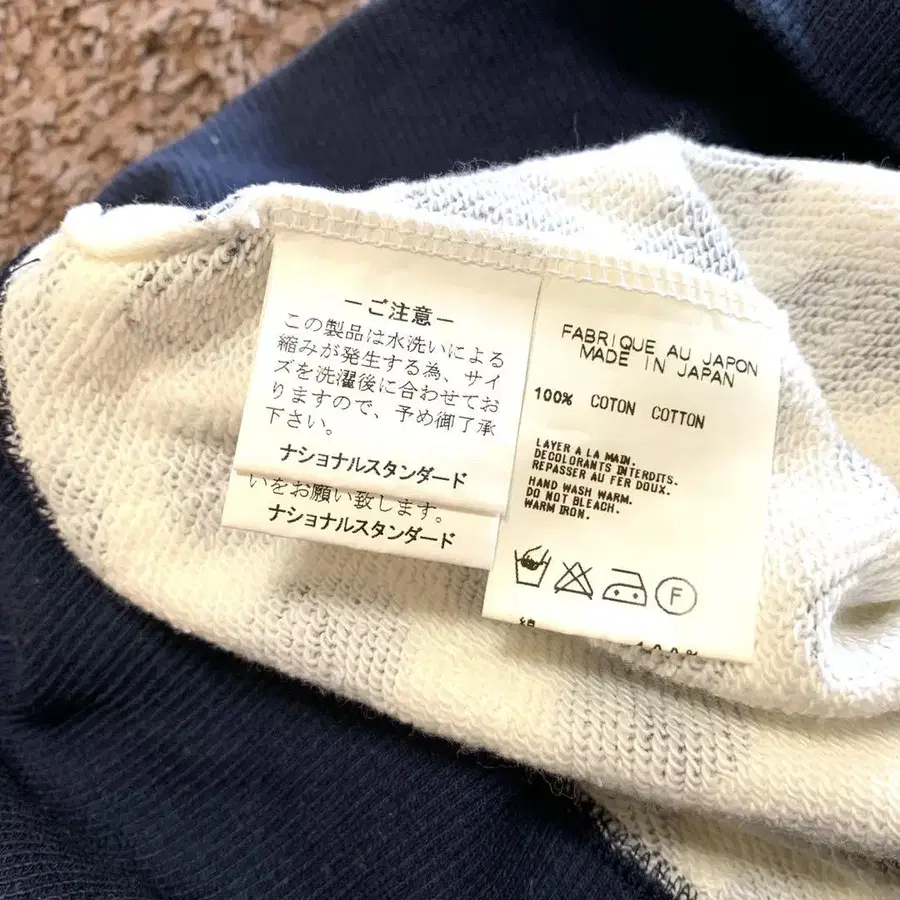 －ご注意－
この製品は水洗いによる
縮みが発生する為、サイ
ズを洗濯後に合わせてお
りますので、予め御了承
下さい。
ナショナルスタンダード
いをお願い致します。
ナショナルスタンダード
FABRIQUE AU JAPON
MADE IN JAPAN
100% COTON COTTON
LAVER A LA MAIN.
DECOLORANTS INTERDITS.
REPASSER AU FER DOUX.
HAND WASH WARM.
DO NOT BLEACH.
WARM IRON.
F
綿 100%